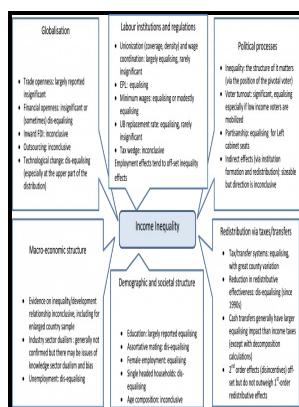 Globalisation
• Trade openness: largely reported
insignificant
• Financial openness: insignificant or
(sometimes) dis-equalising
• Inward FDI: inconclusive
• Outsourcing: inconclusive
• Technological change: dis-equalising
(especially at the upper part of the
distribution)
Labour institutions and regulations
• Unionization (coverage, density) and wage
coordination: largely equalising, rarely
insignificant
• EPL: equalising
• Minimum wages: equalising or modestly
equalising
• UB replacement rate: equalising, rarely
insignificant
• Tax wedge: inconclusive
Employment effects tend to off-set inequality
effects
Political processes
• Inequality: the structure of it matters
(via the position of the pivotal voter)
• Voter turnout: significant, equalising
especially if low income voters are
mobilized
• Partisanship: equalising for Left
cabinet seats
• Indirect effects (via institution
formation and redistribution): sizeable
but direction is inconclusive
Income Inequality
Macro-economic structure
• Evidence on inequality/development
relationship inconclusive, including for
enlarged country sample
• Industry sector dualism: generally not
confirmed but there may be issues of
knowledge sector dualism and bias
• Unemployment: dis-equalising
Demographic and societal structure
• Education: largely reported equalising
• Assortative mating: dis-equalising
• Female employment: equalising
• Single headed households: dis-
equalising
• Age composition: inconclusive
Redistribution via taxes/transfers
• Tax/transfer systems: equalising,
with great county variation
• Reduction in redistributive
effectiveness: dis-equalising (since
1990s)
• Cash transfers generally have larger
equalising impact than income taxes
(except with decomposition
calculations)
• 2nd order effects (disincentives) off-
set but do not outweigh 1st-order
redistributive effects